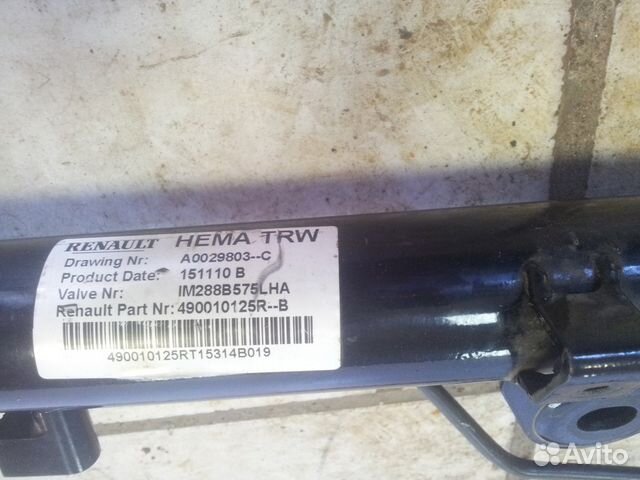 RENAULT HEMA TRW
Drawing Nr: A0029803--C
Product Date: 151110 B
Valve Nr: IM288B575LHA
Renault Part Nr: 490010125R--B
490010125RT15314B019
Avito